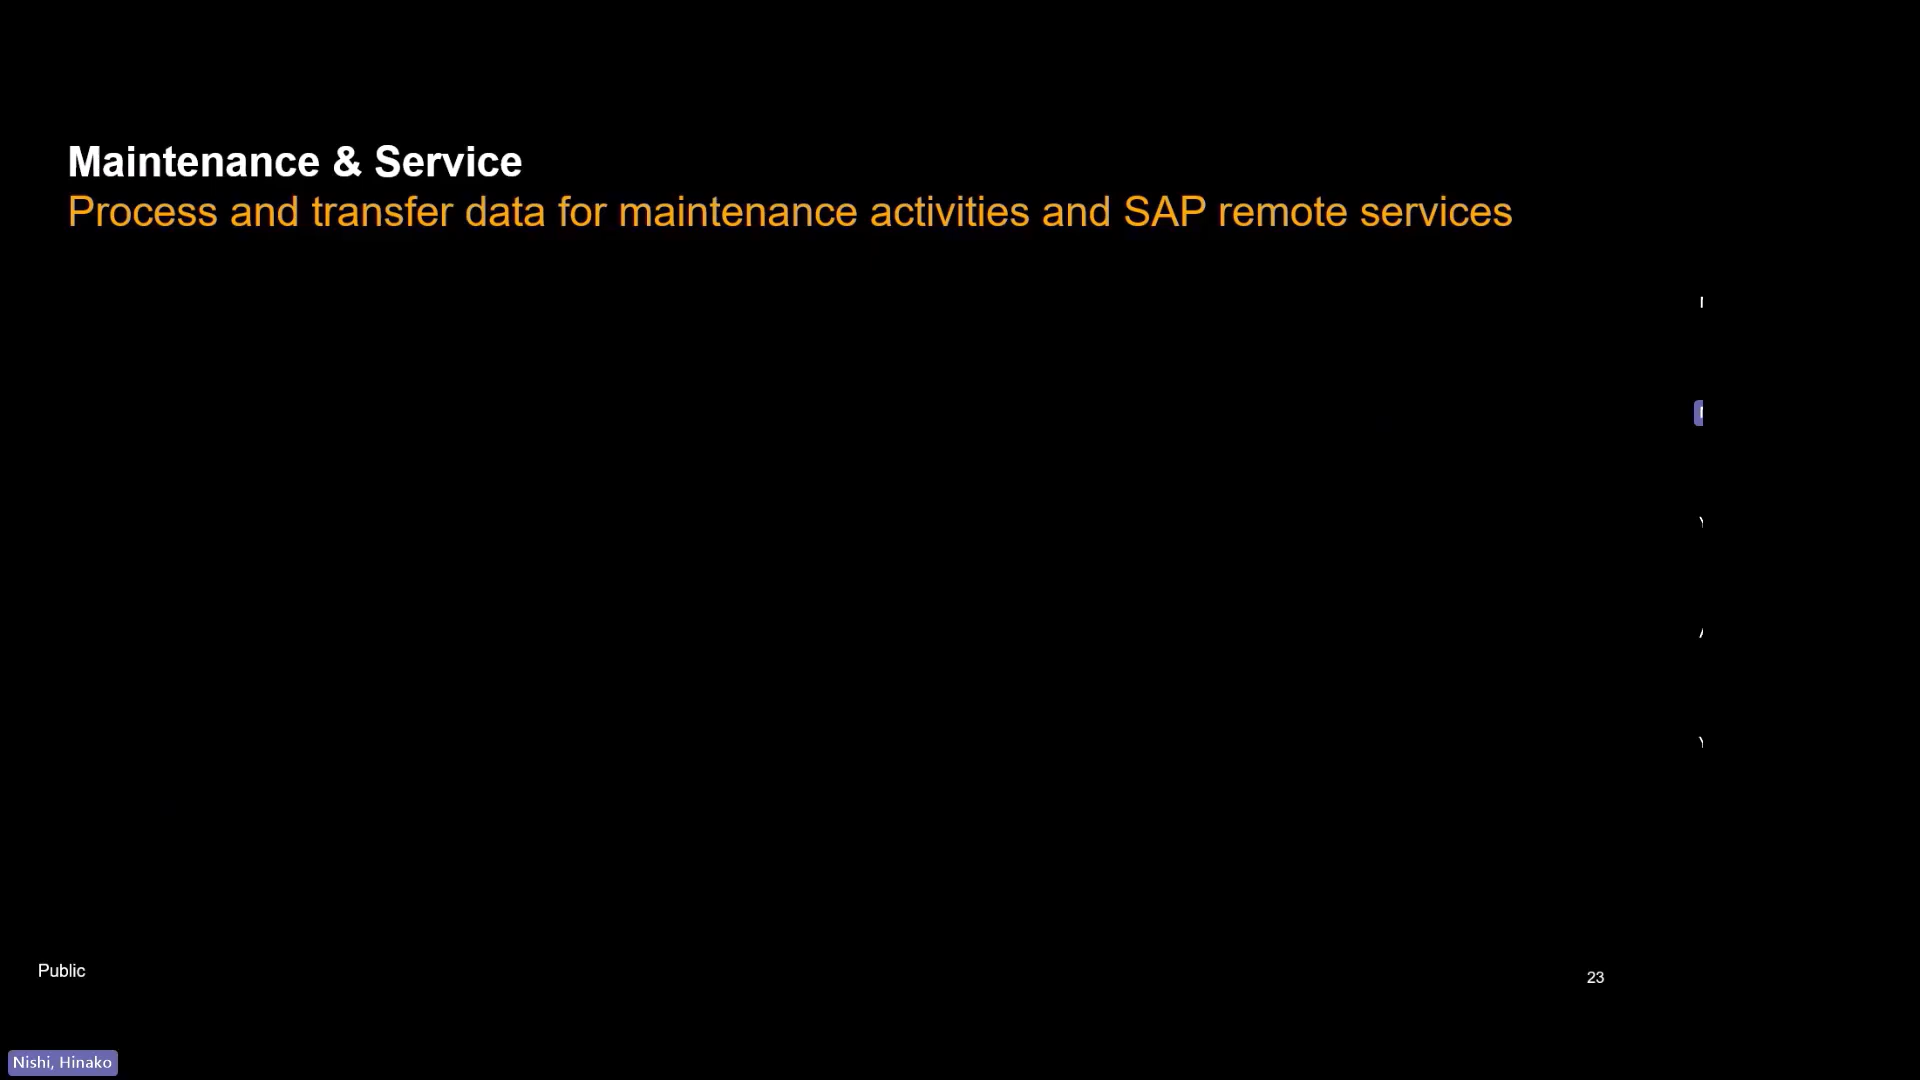 Maintenance & Service
Process and transfer data for maintenance activities and SAP remote services
Public
23
Nishi, Hinako